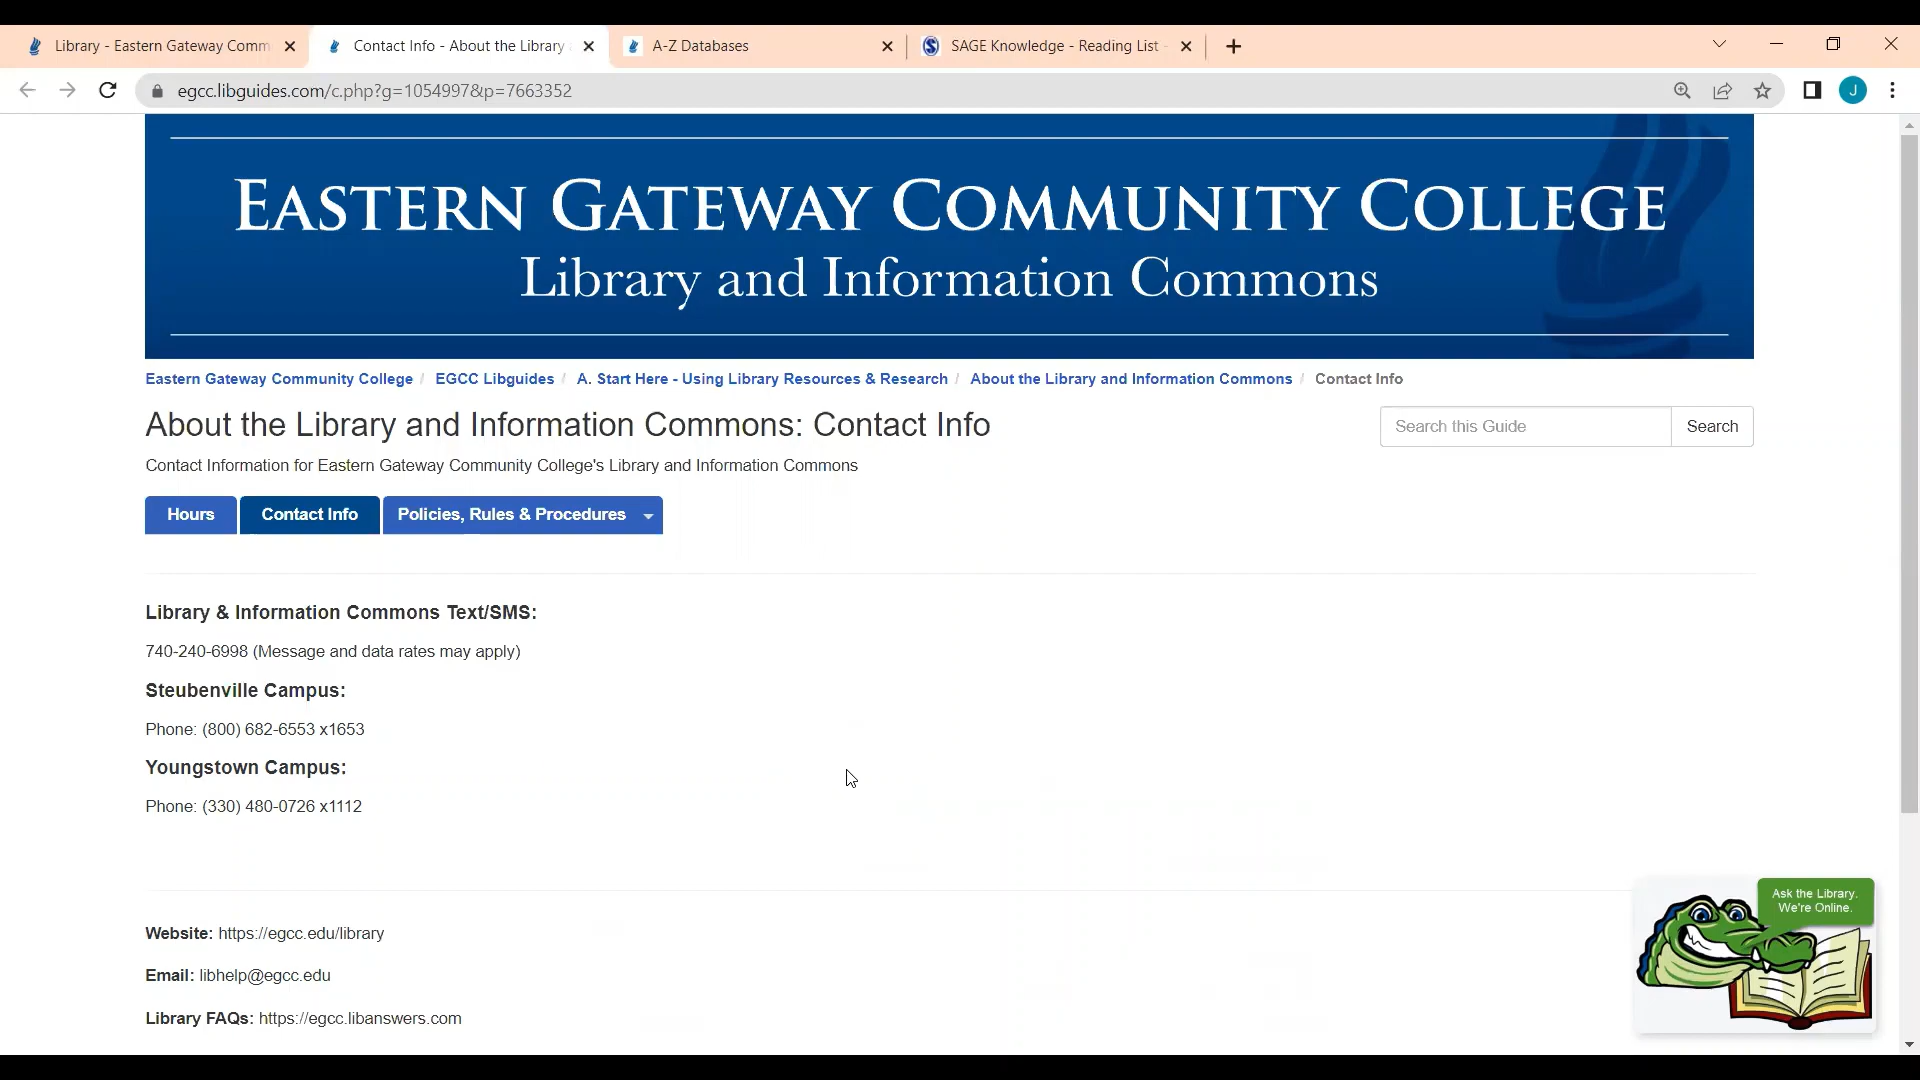 Library - Eastern Gateway Comm
Contact Info - About the Library
A-Z Databases
SAGE Knowledge - Reading List -
egcc.libguides.com/c.php?g=1054997&p=7663352
J
EASTERN GATEWAY COMMUNITY COLLEGE
Library and Information Commons
Eastern Gateway Community College / EGCC Libguides / A. Start Here - Using Library Resources & Research / About the Library and Information Commons / Contact Info
About the Library and Information Commons: Contact Info
Search this Guide
Search
Contact Information for Eastern Gateway Community College's Library and Information Commons
Hours
Contact Info
Policies, Rules & Procedures
Library & Information Commons Text/SMS:
740-240-6998 (Message and data rates may apply)
Steubenville Campus:
Phone: (800) 682-6553 x1653
Youngstown Campus:
Phone: (330) 480-0726 x1112
Ask the Library.
We're Online.
Website: https://egcc.edu/library
Email: libhelp@egcc.edu
Library FAQs: https://egcc.libanswers.com